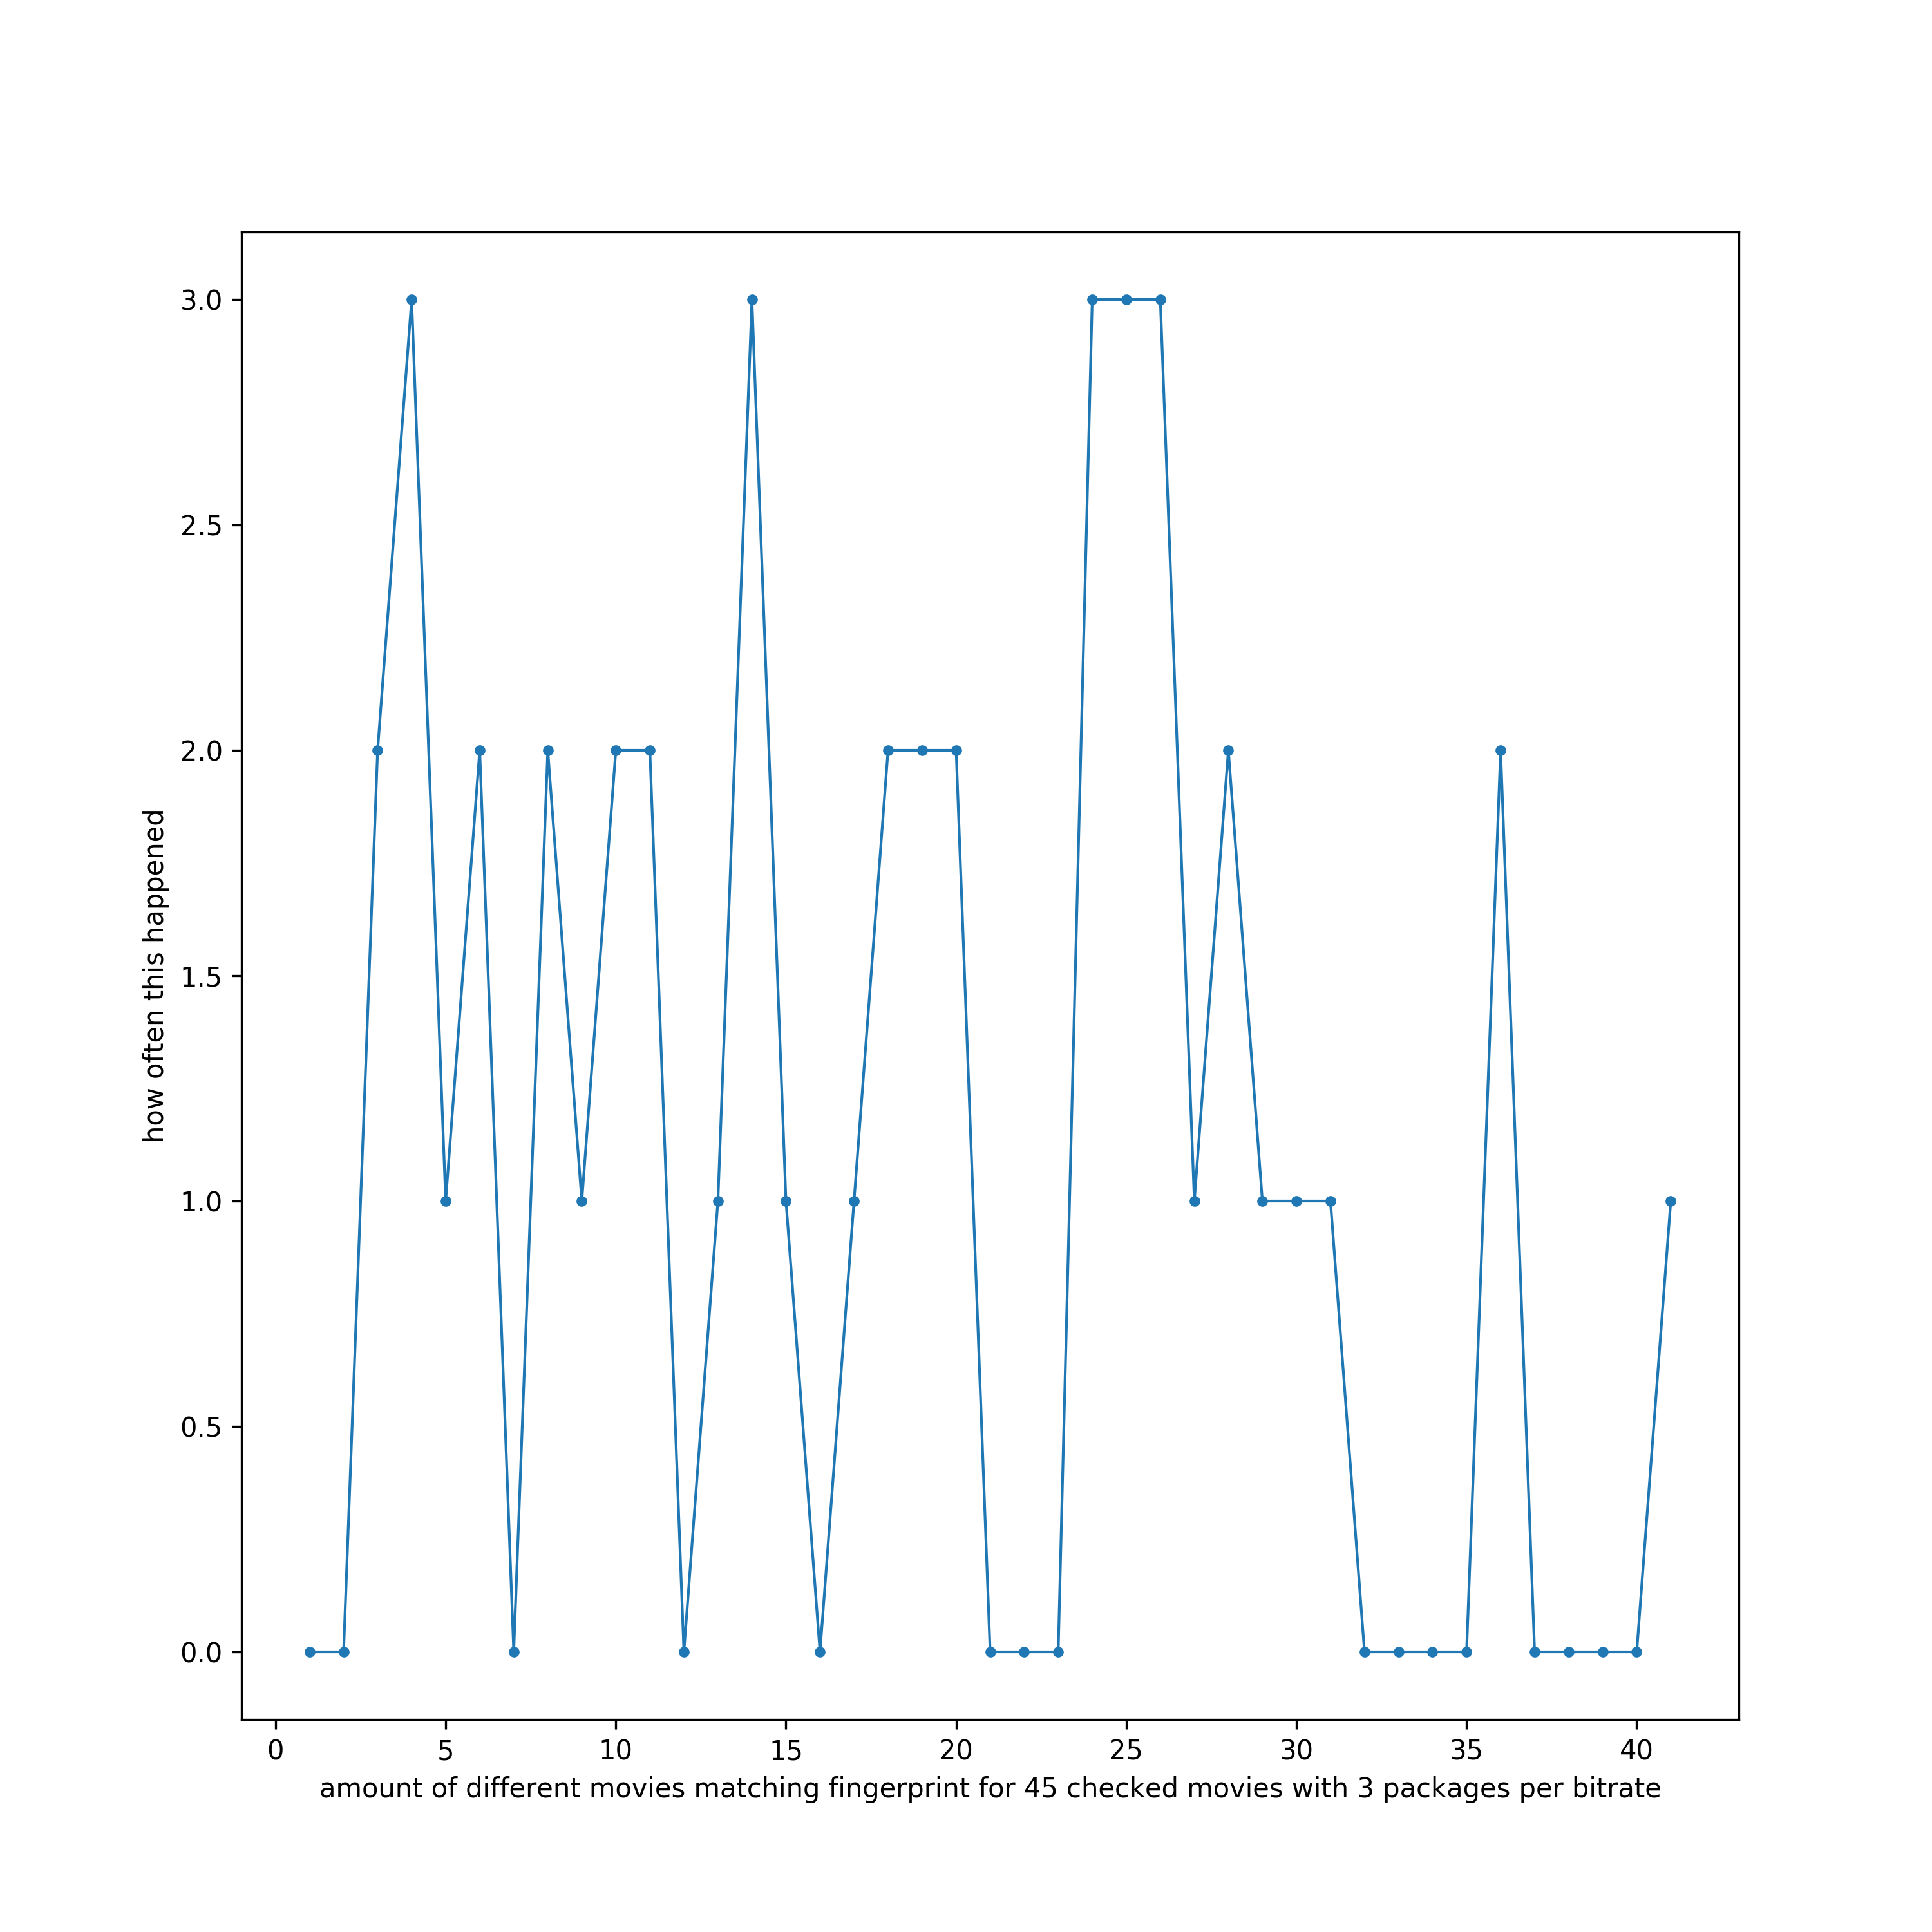 3.0
2.5
2.0
1.5
1.0
0.5
0.0
how often this happened
0 5 10 15 20 25 30 35 40
amount of different movies matching fingerprint for 45 checked movies with 3 packages per bitrate